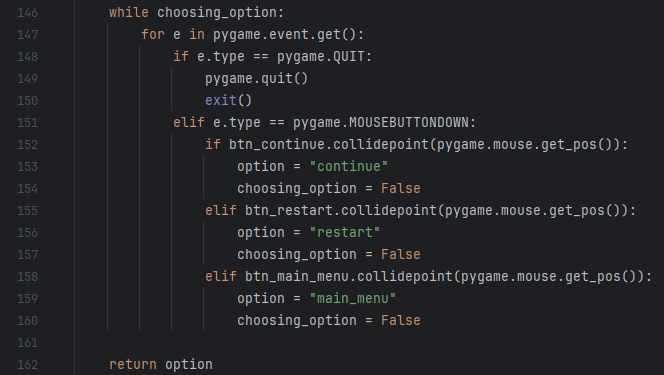 146 while choosing_option:
147 for e in pygame.event.get():
148 if e.type == pygame.QUIT:
149 pygame.quit()
150 exit()
151 elif e.type == pygame.MOUSEBUTTONDOWN:
152 if btn_continue.collidepoint(pygame.mouse.get_pos()):
153 option = "continue"
154 choosing_option = False
155 elif btn_restart.collidepoint(pygame.mouse.get_pos()):
156 option = "restart"
157 choosing_option = False
158 elif btn_main_menu.collidepoint(pygame.mouse.get_pos()):
159 option = "main_menu"
160 choosing_option = False
161
162 return option